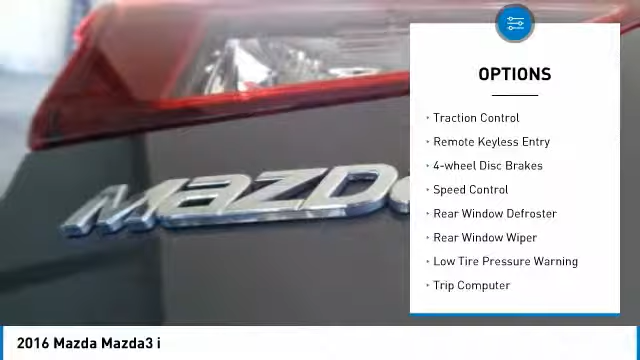 OPTIONS
Traction Control
Remote Keyless Entry
4-wheel Disc Brakes
Speed Control
Rear Window Defroster
Rear Window Wiper
Low Tire Pressure Warning
Trip Computer
mazda
2016 Mazda Mazda3 i